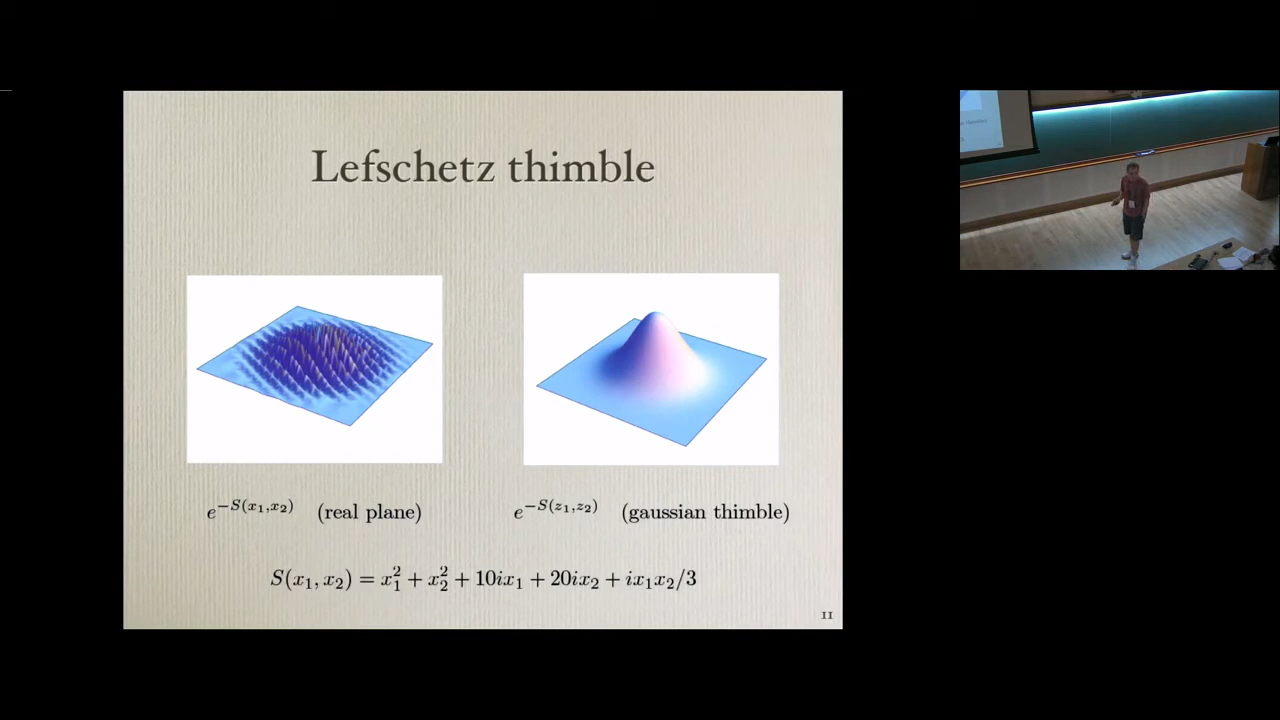 Lefschetz thimble
e^{-S(x_1,x_2)} (real plane)
e^{-S(z_1,z_2)} (gaussian thimble)
S(x_1, x_2) = x_1^2 + x_2^2 + 10ix_1 + 20ix_2 + ix_1x_2/3
11